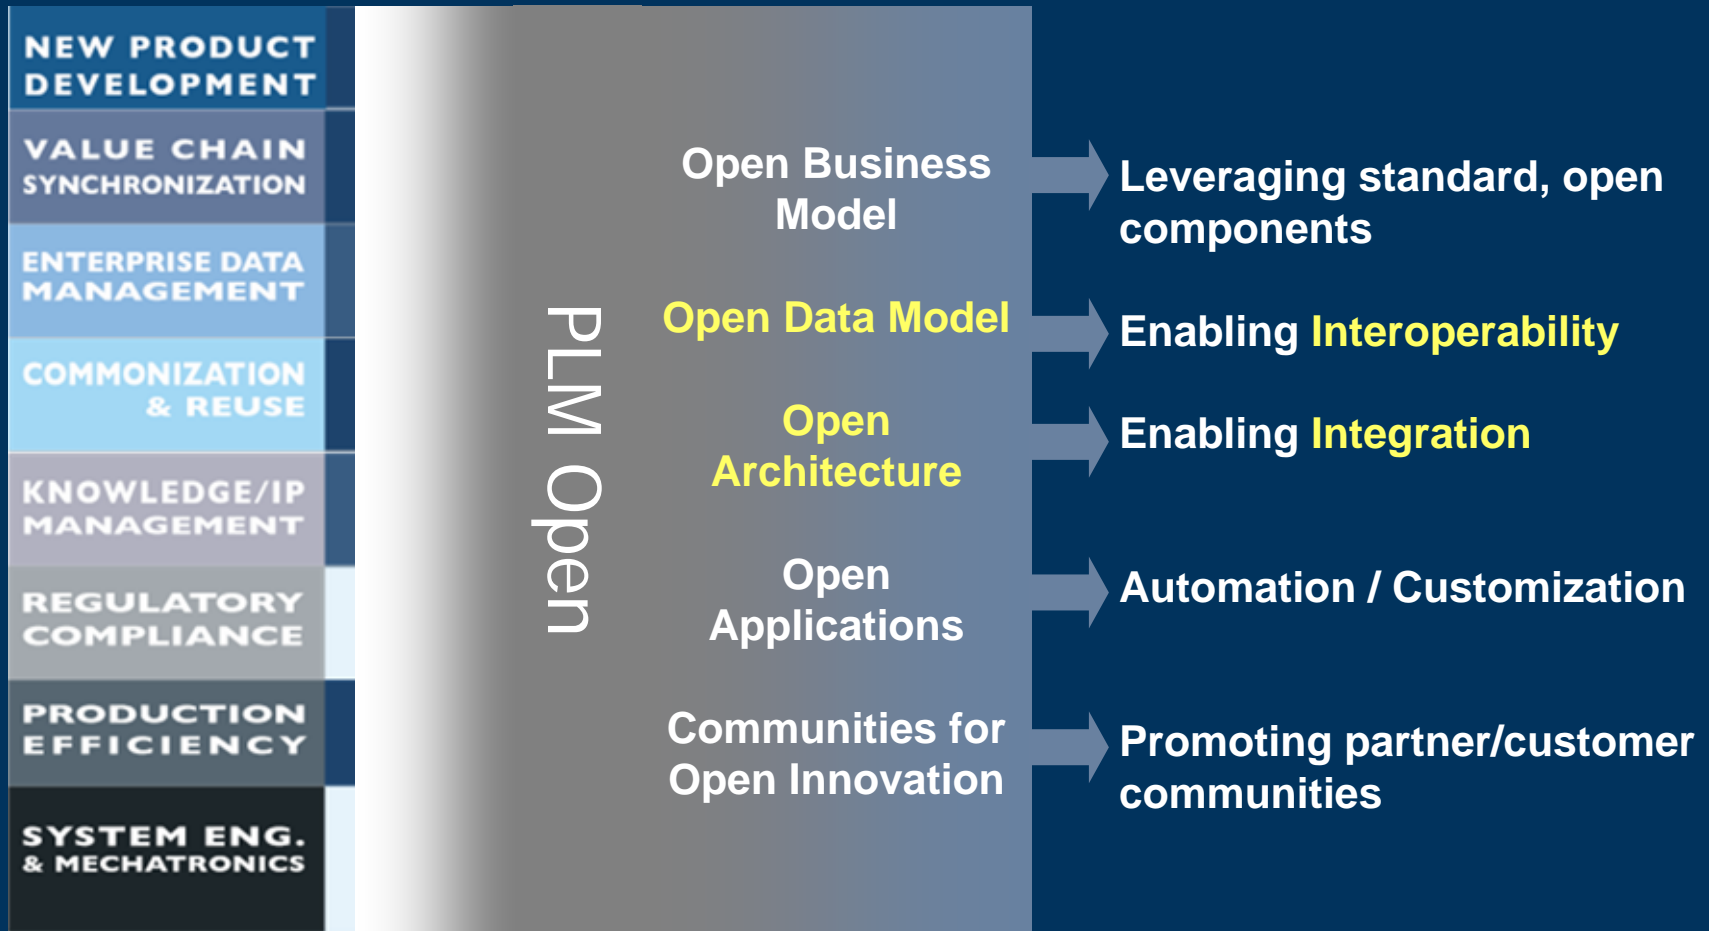 NEW PRODUCT
DEVELOPMENT
VALUE CHAIN
SYNCHRONIZATION
ENTERPRISE DATA
MANAGEMENT
COMMONIZATION
& REUSE
KNOWLEDGE/IP
MANAGEMENT
REGULATORY
COMPLIANCE
PRODUCTION
EFFICIENCY
SYSTEM ENG.
& MECHATRONICS
PLM Open
Open Business
Model
Leveraging standard, open
components
Open Data Model
Enabling Interoperability
Open
Architecture
Enabling Integration
Open
Applications
Automation / Customization
Communities for
Open Innovation
Promoting partner/customer
communities